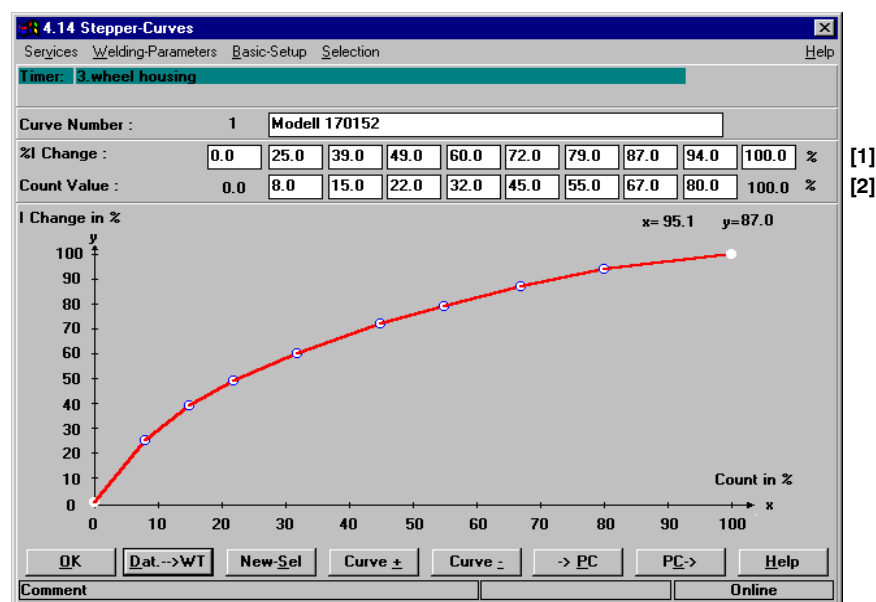 4.14 Stepper-Curves
Services Welding-Parameters Basic-Setup Selection Help
Timer: 3.wheel housing
Curve Number : 1 Modell 170152
%I Change : 0.0 25.0 39.0 49.0 60.0 72.0 79.0 87.0 94.0 100.0 % [1]
Count Value : 0.0 8.0 15.0 22.0 32.0 45.0 55.0 67.0 80.0 100.0 % [2]
I Change in % x= 95.1 y=87.0
y
100
90
80
70
60
50
40
30
20
10 Count in %
0 x
0 10 20 30 40 50 60 70 80 90 100
OK Dat.-->WT New-Sel Curve + Curve - -> PC PC-> Help
Comment Online